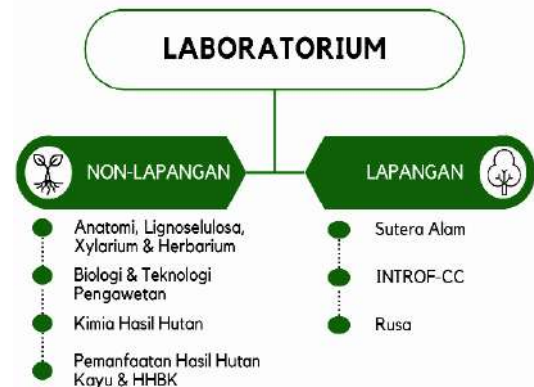 LABORATORIUM
NON-LAPANGAN
Anatomi, Lignoselulosa,
Xylarium & Herbarium
Biologi & Teknologi
Pengawetan
Kimia Hasil Hutan
Pemanfaatan Hasil Hutan
Kayu & HHBK
LAPANGAN
Sutera Alam
INTROF-CC
Rusa